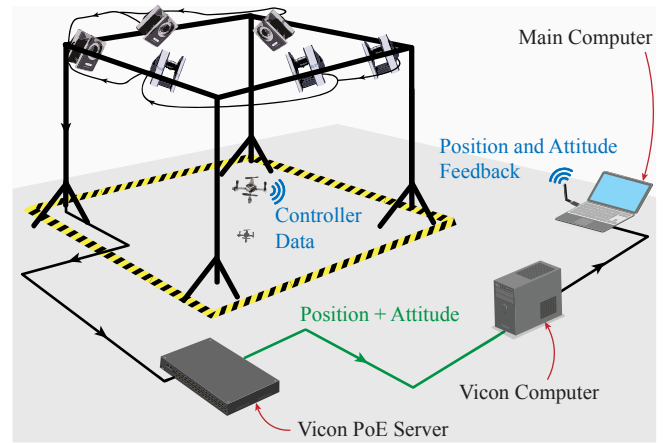 Main Computer
Position and Attitude
Feedback
Controller
Data
Position + Attitude
Vicon Computer
Vicon PoE Server